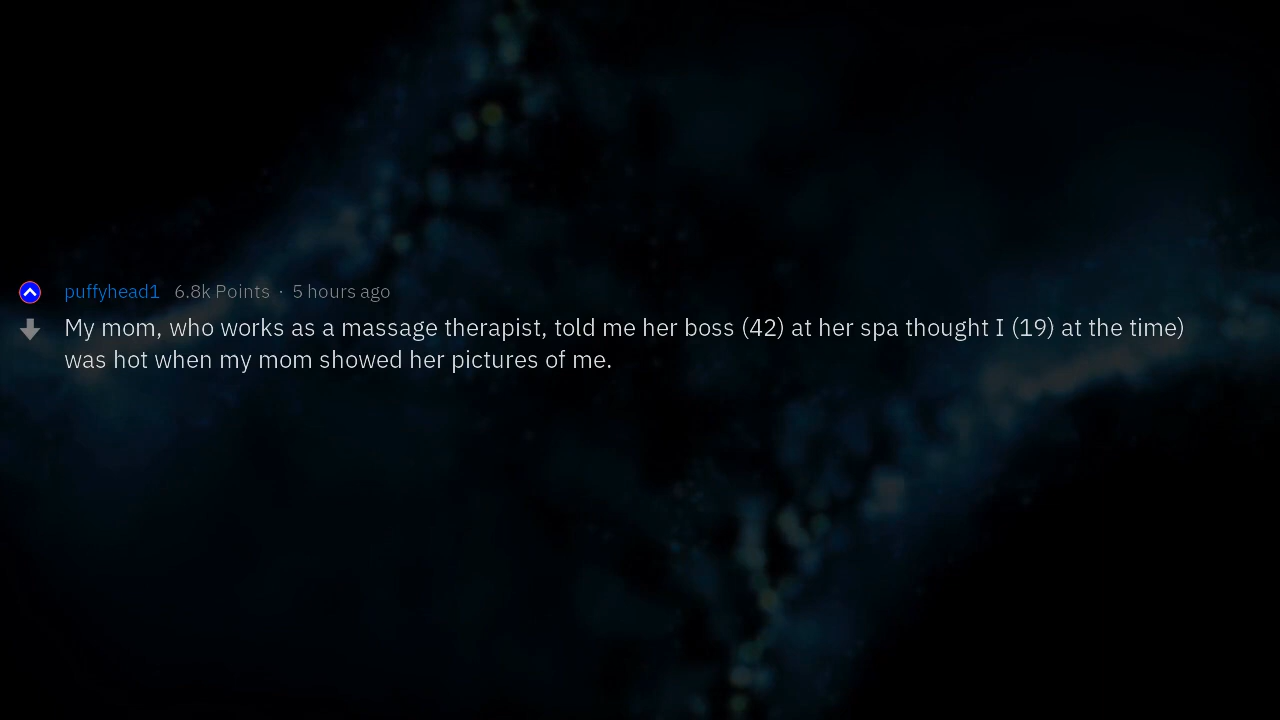 puffyhead1 6.8k Points · 5 hours ago
My mom, who works as a massage therapist, told me her boss (42) at her spa thought I (19) at the time)
was hot when my mom showed her pictures of me.